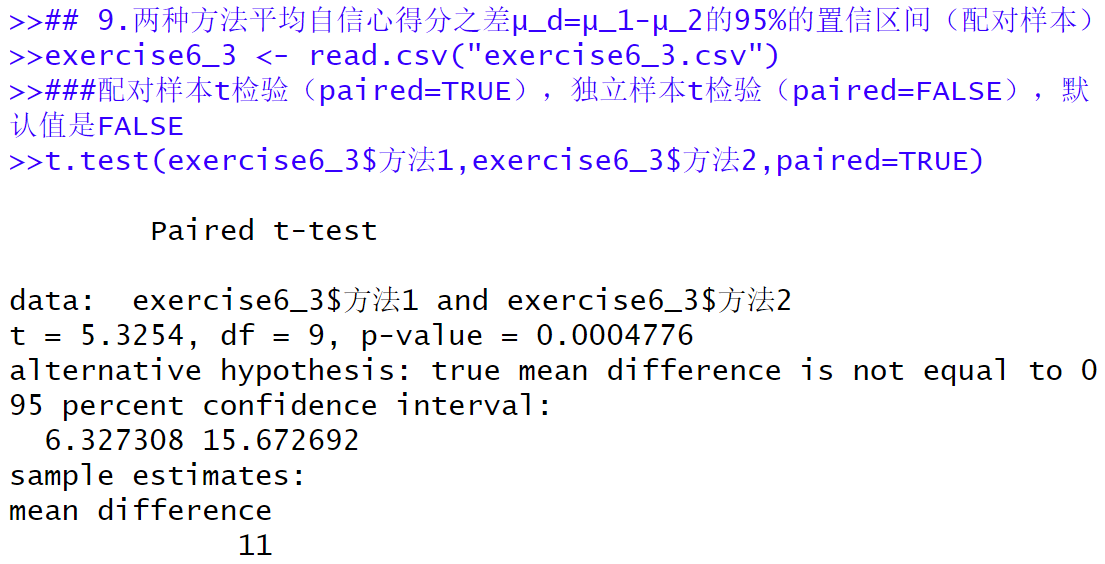 >>## 9.两种方法平均自信心得分之差μ_d=μ_1-μ_2的95%的置信区间（配对样本）
>>exercise6_3 <- read.csv("exercise6_3.csv")
>>###配对样本t检验（paired=TRUE），独立样本t检验（paired=FALSE），默
认值是FALSE
>>t.test(exercise6_3$方法1,exercise6_3$方法2,paired=TRUE)
Paired t-test
data:  exercise6_3$方法1 and exercise6_3$方法2
t = 5.3254, df = 9, p-value = 0.0004776
alternative hypothesis: true mean difference is not equal to 0
95 percent confidence interval:
6.327308 15.672692
sample estimates:
mean difference
11